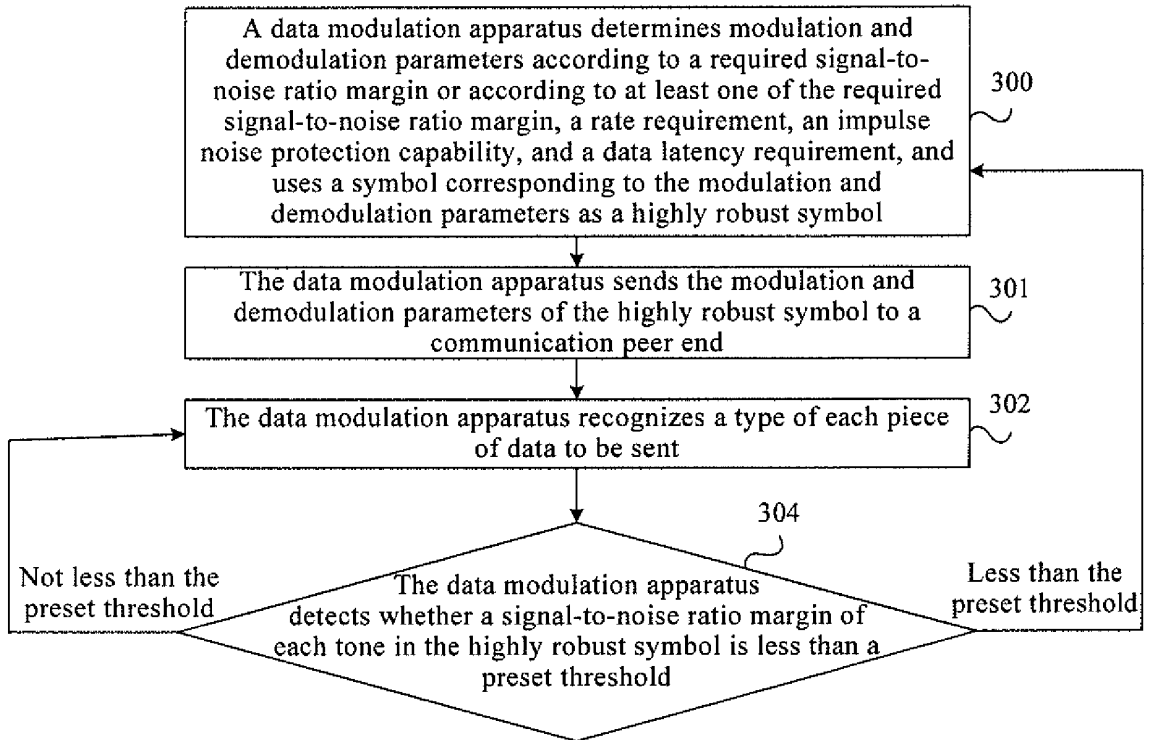 A data modulation apparatus determines modulation and
demodulation parameters according to a required signal-to-
noise ratio margin or according to at least one of the required
signal-to-noise ratio margin, a rate requirement, an impulse
noise protection capability, and a data latency requirement, and
uses a symbol corresponding to the modulation and
demodulation parameters as a highly robust symbol
300
The data modulation apparatus sends the modulation and
demodulation parameters of the highly robust symbol to a
communication peer end
301
The data modulation apparatus recognizes a type of each piece
of data to be sent
302
304
Not less than the
preset threshold
The data modulation apparatus
detects whether a signal-to-noise ratio margin of
each tone in the highly robust symbol is less than a
preset threshold
Less than the
preset threshold